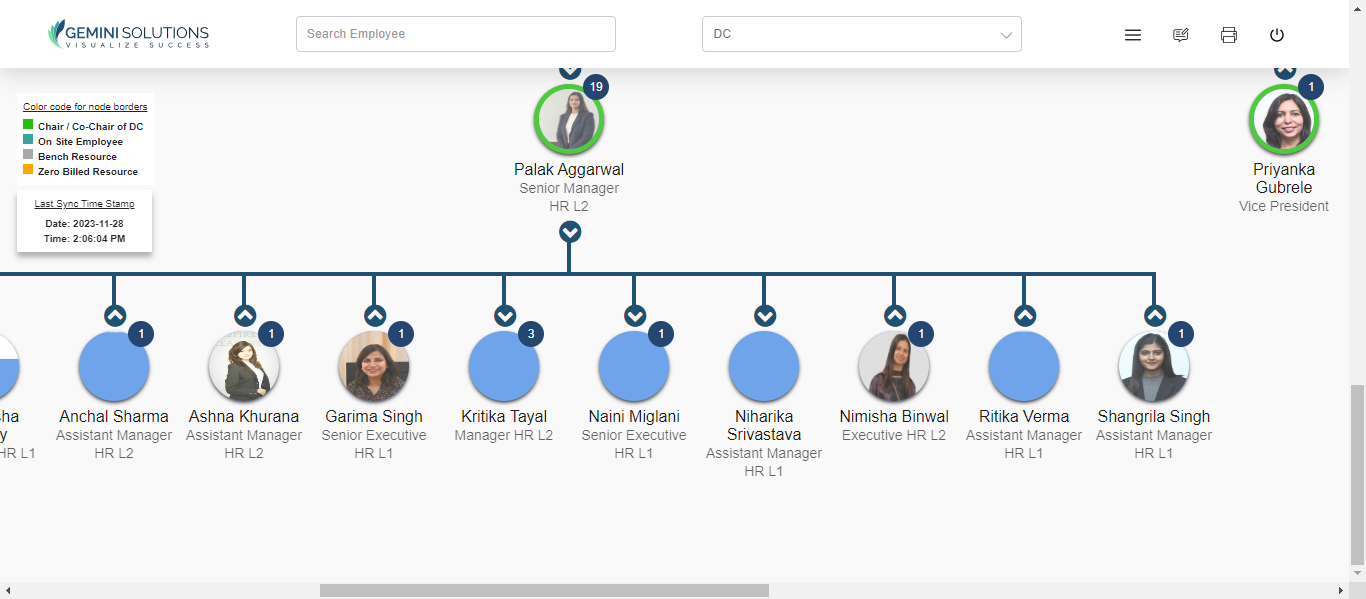 GEMINI SOLUTIONS
VISUALIZE SUCCESS
Search Employee
DC
19
1
Color code for node borders
Chair / Co-Chair of DC
On Site Employee
Bench Resource
Zero Billed Resource
Last Sync Time Stamp
Date: 2023-11-28
Time: 2:06:04 PM
Palak Aggarwal
Senior Manager
HR L2
Priyanka
Gubrele
Vice President
sha
y
HR L1
1
Anchal Sharma
Assistant Manager
HR L2
1
Ashna Khurana
Assistant Manager
HR L2
1
Garima Singh
Senior Executive
HR L1
3
Kritika Tayal
Manager HR L2
1
Naini Miglani
Senior Executive
HR L1
Niharika
Srivastava
Assistant Manager
HR L1
1
Nimisha Binwal
Executive HR L2
Ritika Verma
Assistant Manager
HR L1
1
Shangrila Singh
Assistant Manager
HR L1